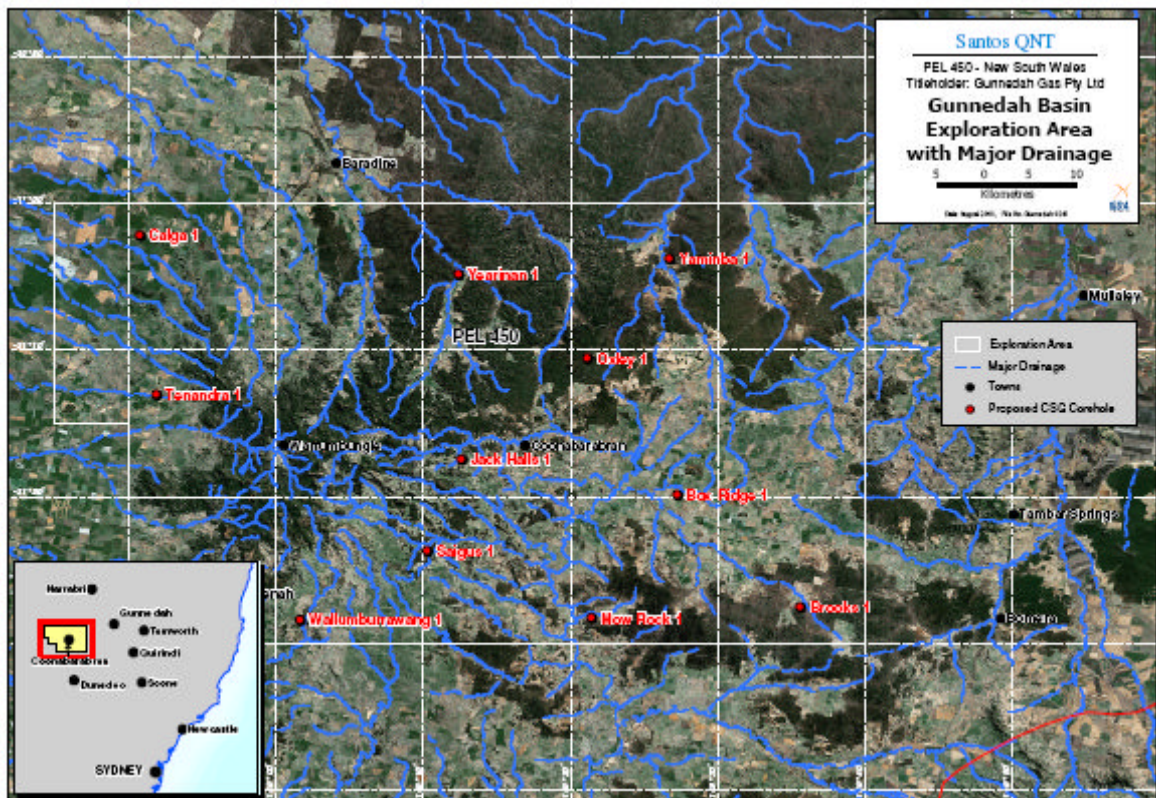 Santos QNT
PEL 450 - New South Wales
Titleholder: Gunnedah Gas Pty Ltd
Gunnedah Basin
Exploration Area
with Major Drainage
5 0 5 10
Kilometres
Baradine
Calga 1
Yearinan 1
Yaminba 1
Mullaley
PEL 450
Exploration Area
Major Drainage
Towns
Proposed CSG Corehole
Tenandra 1
Warrumbungle
Coonabarabran
Jack Halls 1
Box Ridge 1
Tambar Springs
Saigus 1
Wallumburrawang 1
Mow Rock 1
Brooks 1
Narrabri
Gunnedah
Tamworth
Quirindi
Coonabarabran
Dunedoo
Scone
Newcastle
SYDNEY